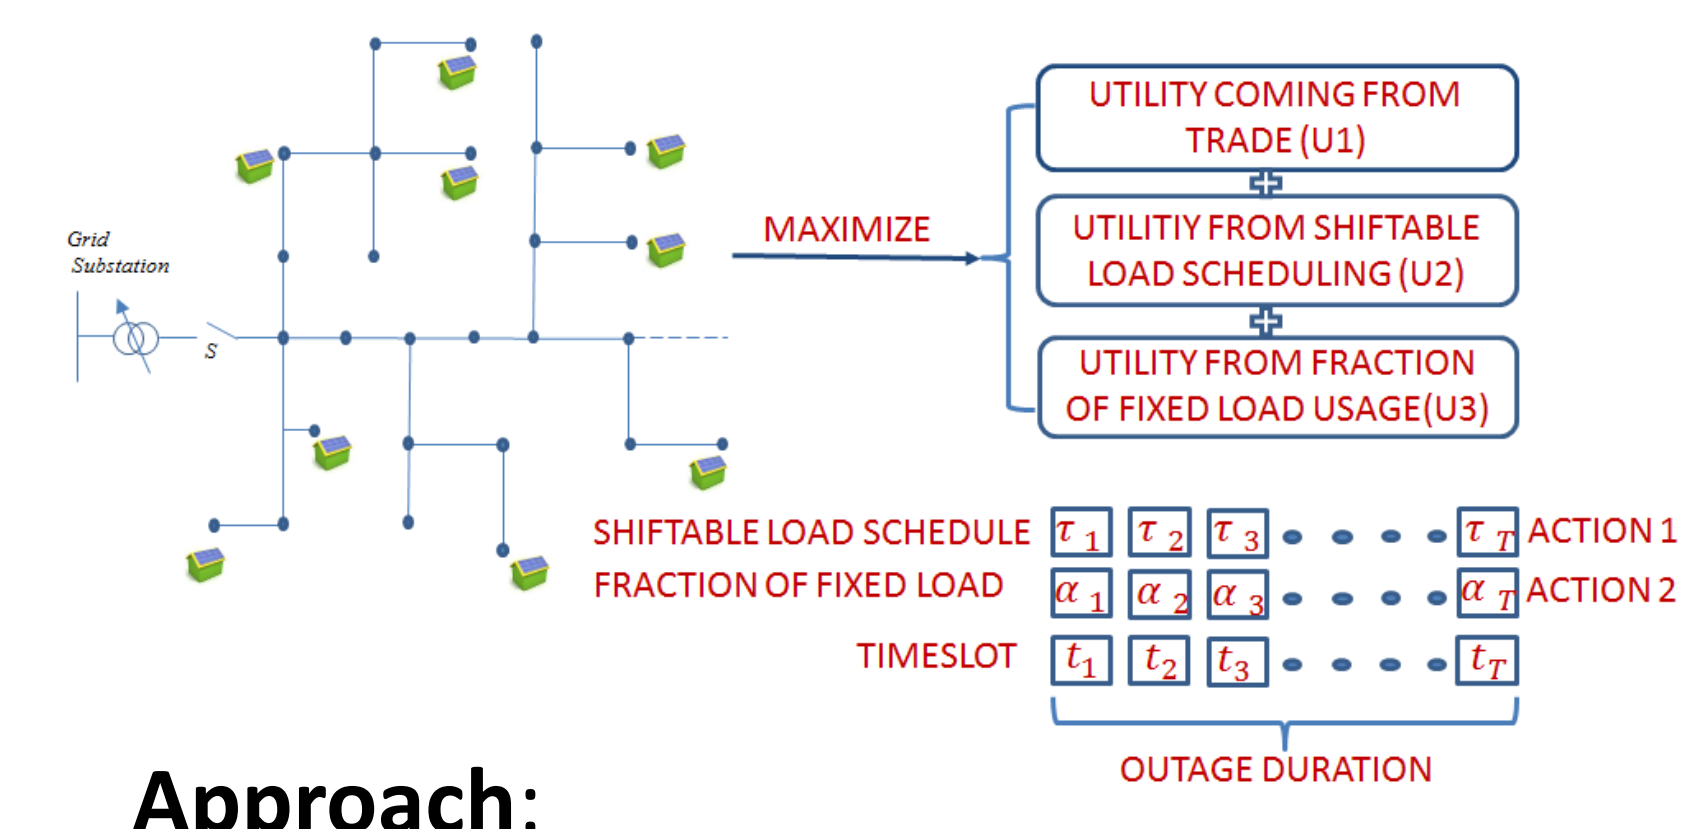 Grid
Substation
S
MAXIMIZE
UTILITY COMING FROM
TRADE (U1)
UTILITIY FROM SHIFTABLE
LOAD SCHEDULING (U2)
UTILITY FROM FRACTION
OF FIXED LOAD USAGE(U3)
SHIFTABLE LOAD SCHEDULE τ 1 τ 2 τ 3 τ T ACTION 1
FRACTION OF FIXED LOAD α 1 α 2 α 3 α T ACTION 2
TIMESLOT t1 t2 t3 tT
OUTAGE DURATION
Approach: